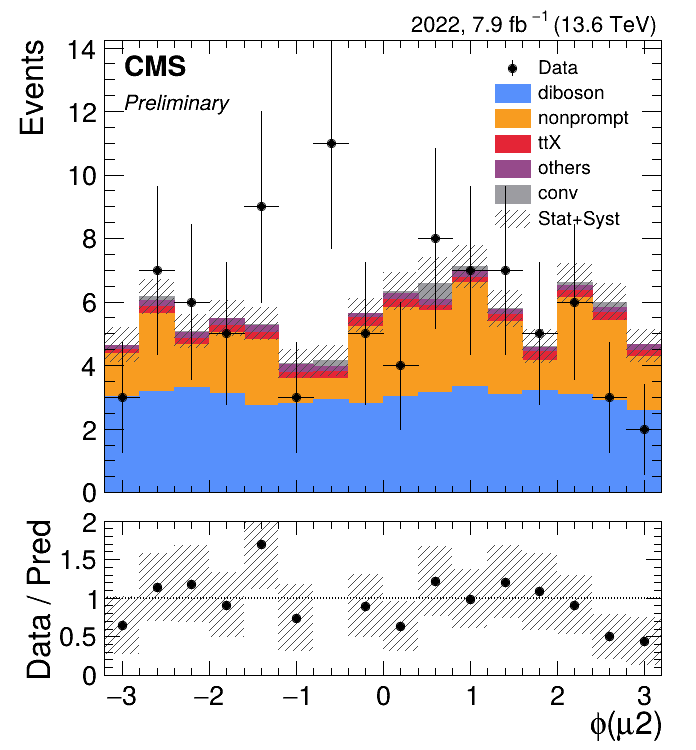 2022, 7.9 fb⁻¹ (13.6 TeV)
Events
14
12
10
8
6
4
2
0
CMS
Preliminary
Data
diboson
nonprompt
ttX
others
conv
Stat+Syst
Data / Pred
2
1.5
1
0.5
0
−3
−2
−1
0
1
2
3
ϕ(μ2)